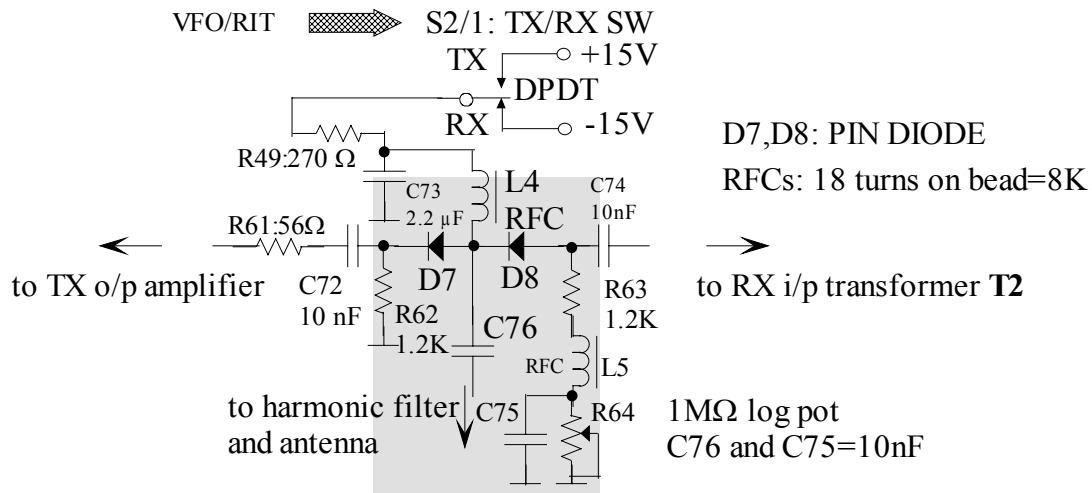 VFO/RIT
S2/1: TX/RX SW
TX
+15V
DPDT
RX
-15V
D7,D8: PIN DIODE
RFCs: 18 turns on bead=8K
R49:270 Ω
C73
2.2 µF
L4
RFC
C74
10nF
R61:56Ω
to TX o/p amplifier
C72
10 nF
D7
D8
R62
1.2K
R63
1.2K
to RX i/p transformer T2
C76
RFC
L5
to harmonic filter
and antenna
C75
R64
1MΩ log pot
C76 and C75=10nF